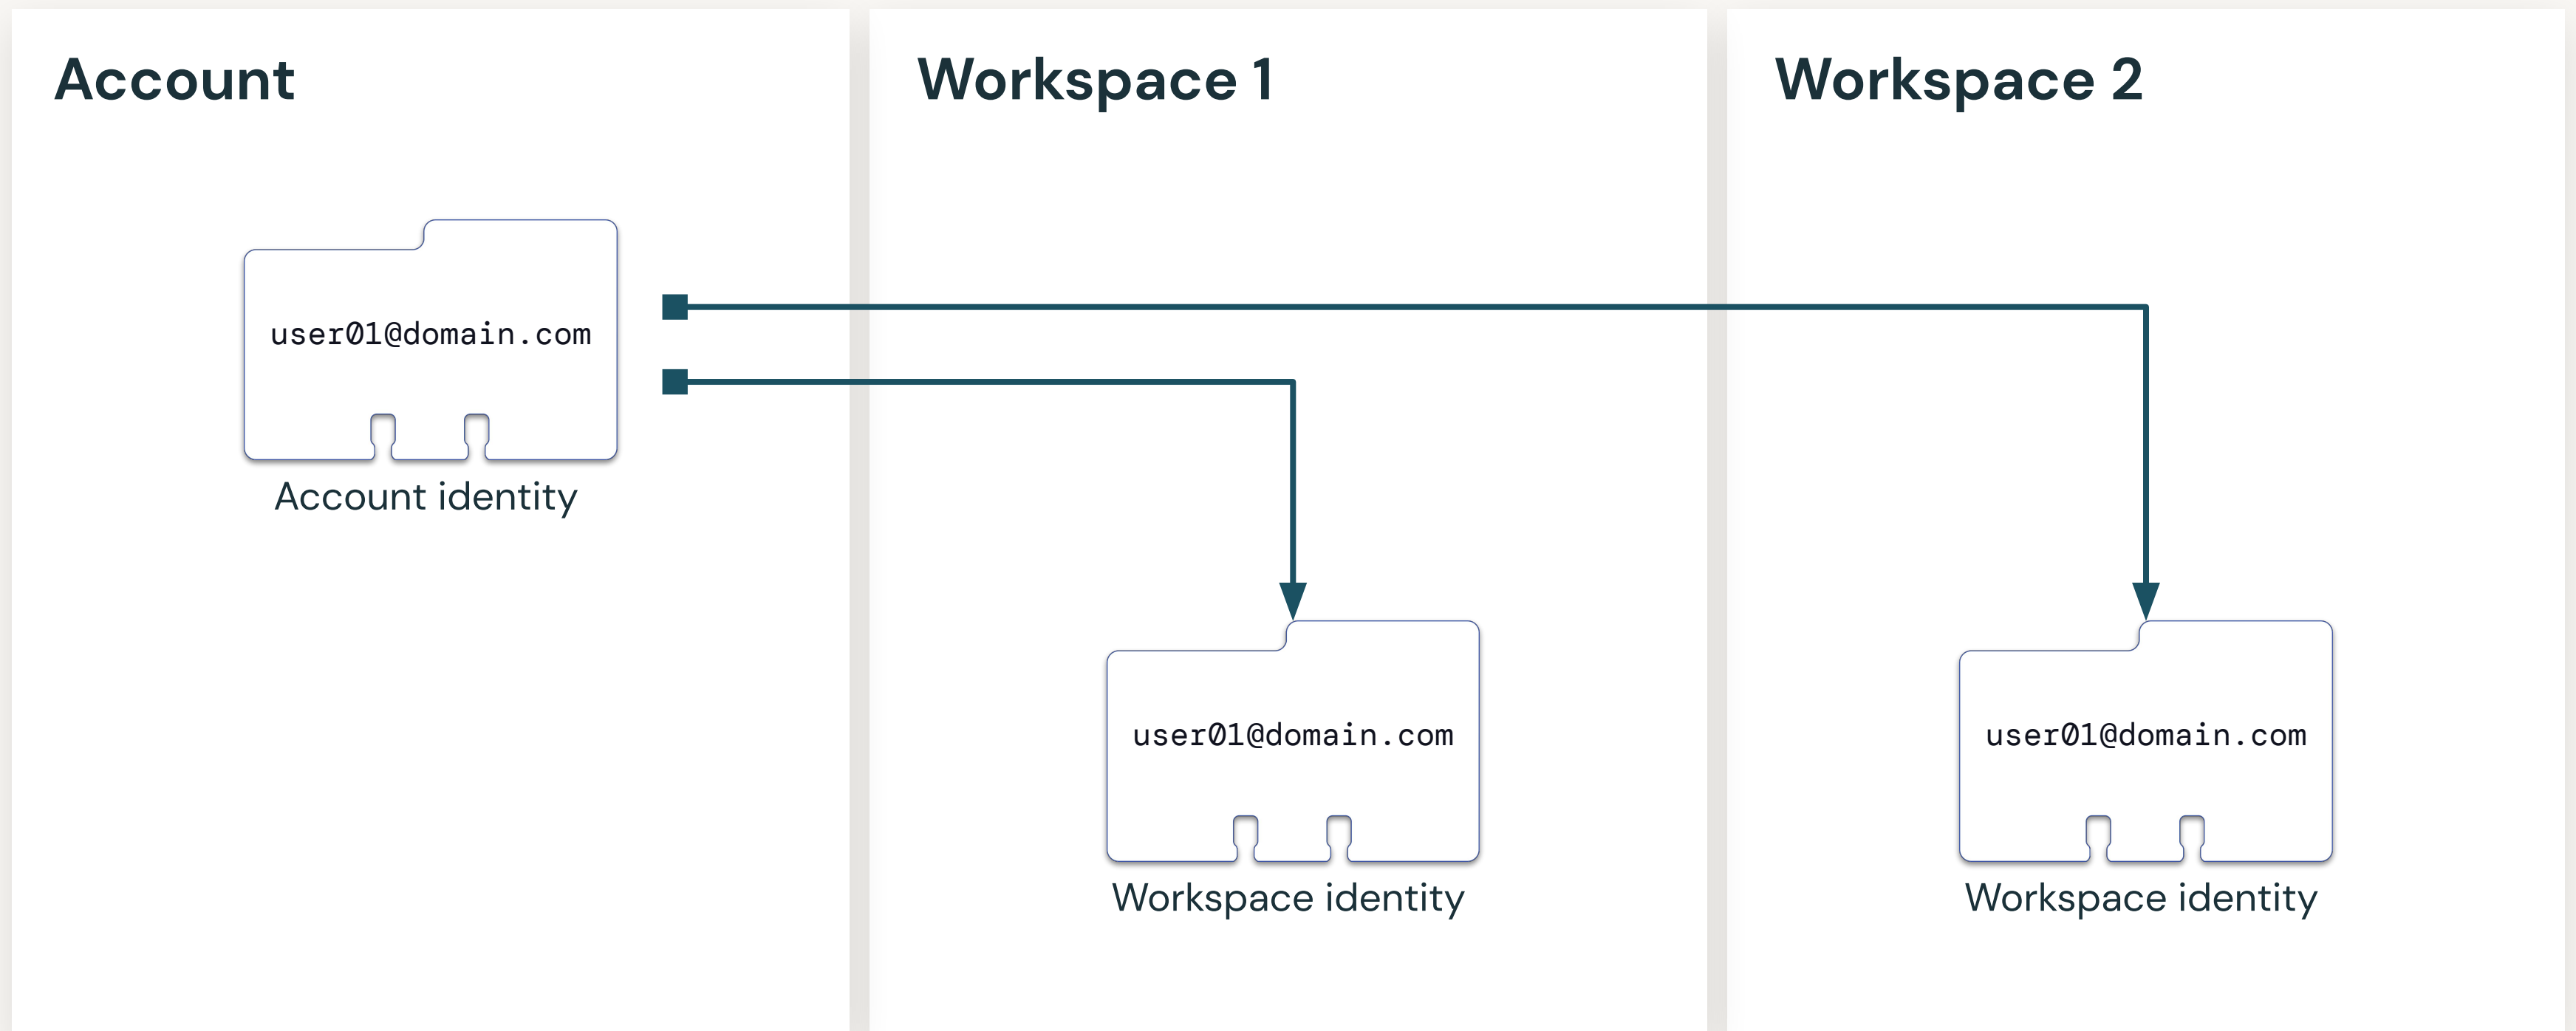 Account
Workspace 1
Workspace 2
user01@domain.com
Account identity
user01@domain.com
Workspace identity
user01@domain.com
Workspace identity